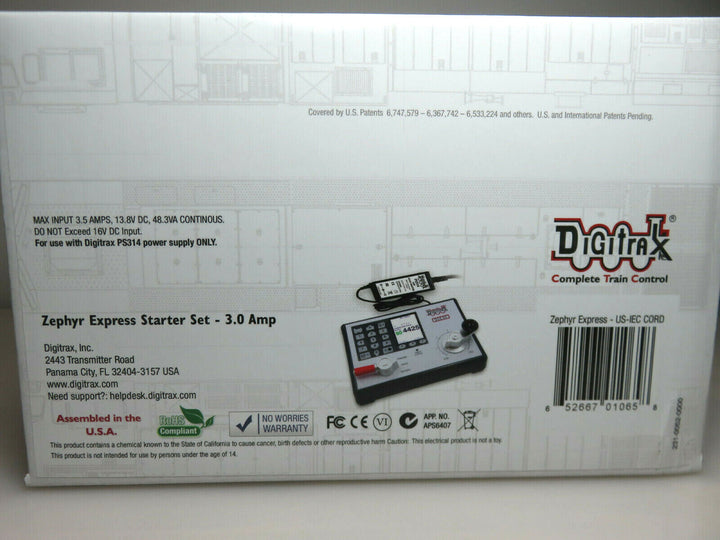 Covered by U.S. Patents 6,747,579 – 6,367,742 – 6,533,224 and others. U.S. and International Patents Pending.
MAX INPUT 3.5 AMPS, 13.8V DC, 48.3VA CONTINOUS.
DO NOT Exceed 16V DC Input.
For use with Digitrax PS314 power supply ONLY.
DIGITRAX ®
Complete Train Control
Zephyr Express Starter Set - 3.0 Amp
Zephyr Express - US-IEC CORD
Digitrax, Inc.
2443 Transmitter Road
Panama City, FL 32404-3157 USA
www.digitrax.com
Need support?: helpdesk.digitrax.com
4425
6 52667 01065 8
231-0052-0000
Assembled in the
U.S.A.
RoHS
Compliant
NO WORRIES
WARRANTY
FC CE VI
APP. NO.
APS6407
This product contains a chemical known to the State of California to cause cancer, birth defects or other reproductive harm Caution: This electrical product is not a toy.
This product is not intended for use by persons under the age of 14.